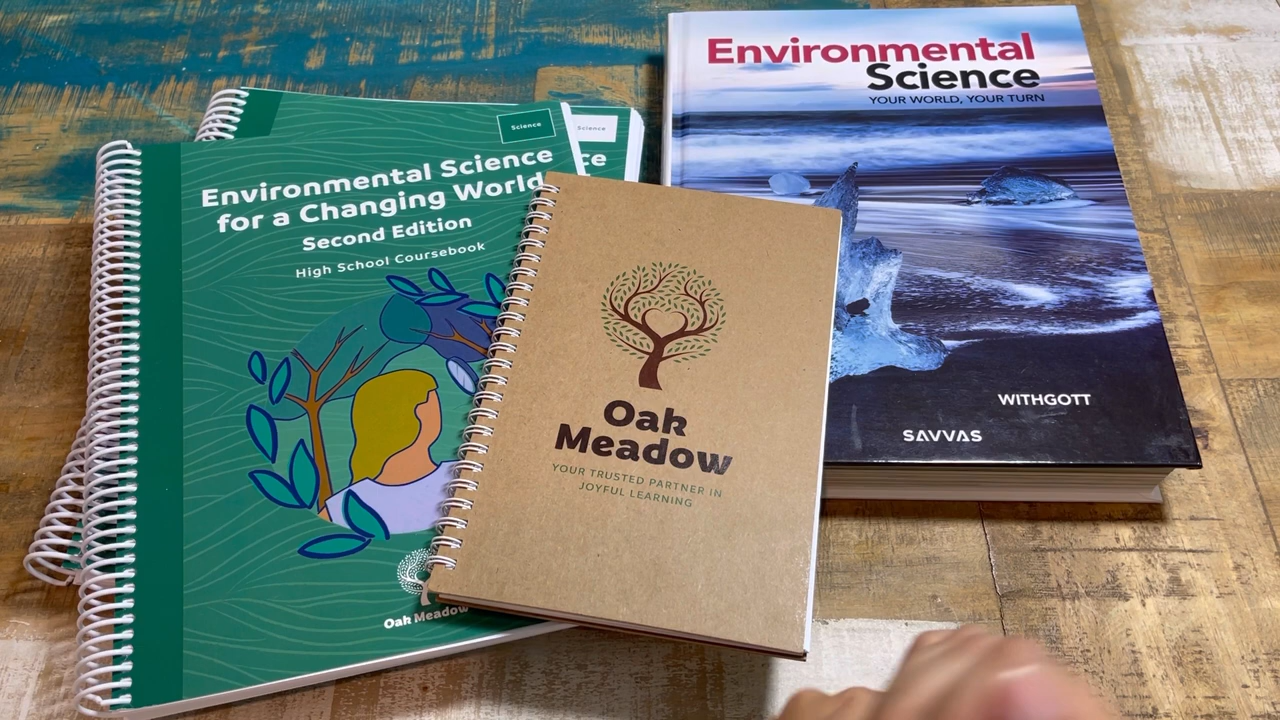 Science
Environmental Science
for a Changing World
Second Edition
High School Coursebook
Oak Meadow
Science
ce
Oak
Meadow
YOUR TRUSTED PARTNER IN
JOYFUL LEARNING
Environmental
Science
YOUR WORLD, YOUR TURN
WITHGOTT
SAVVAS